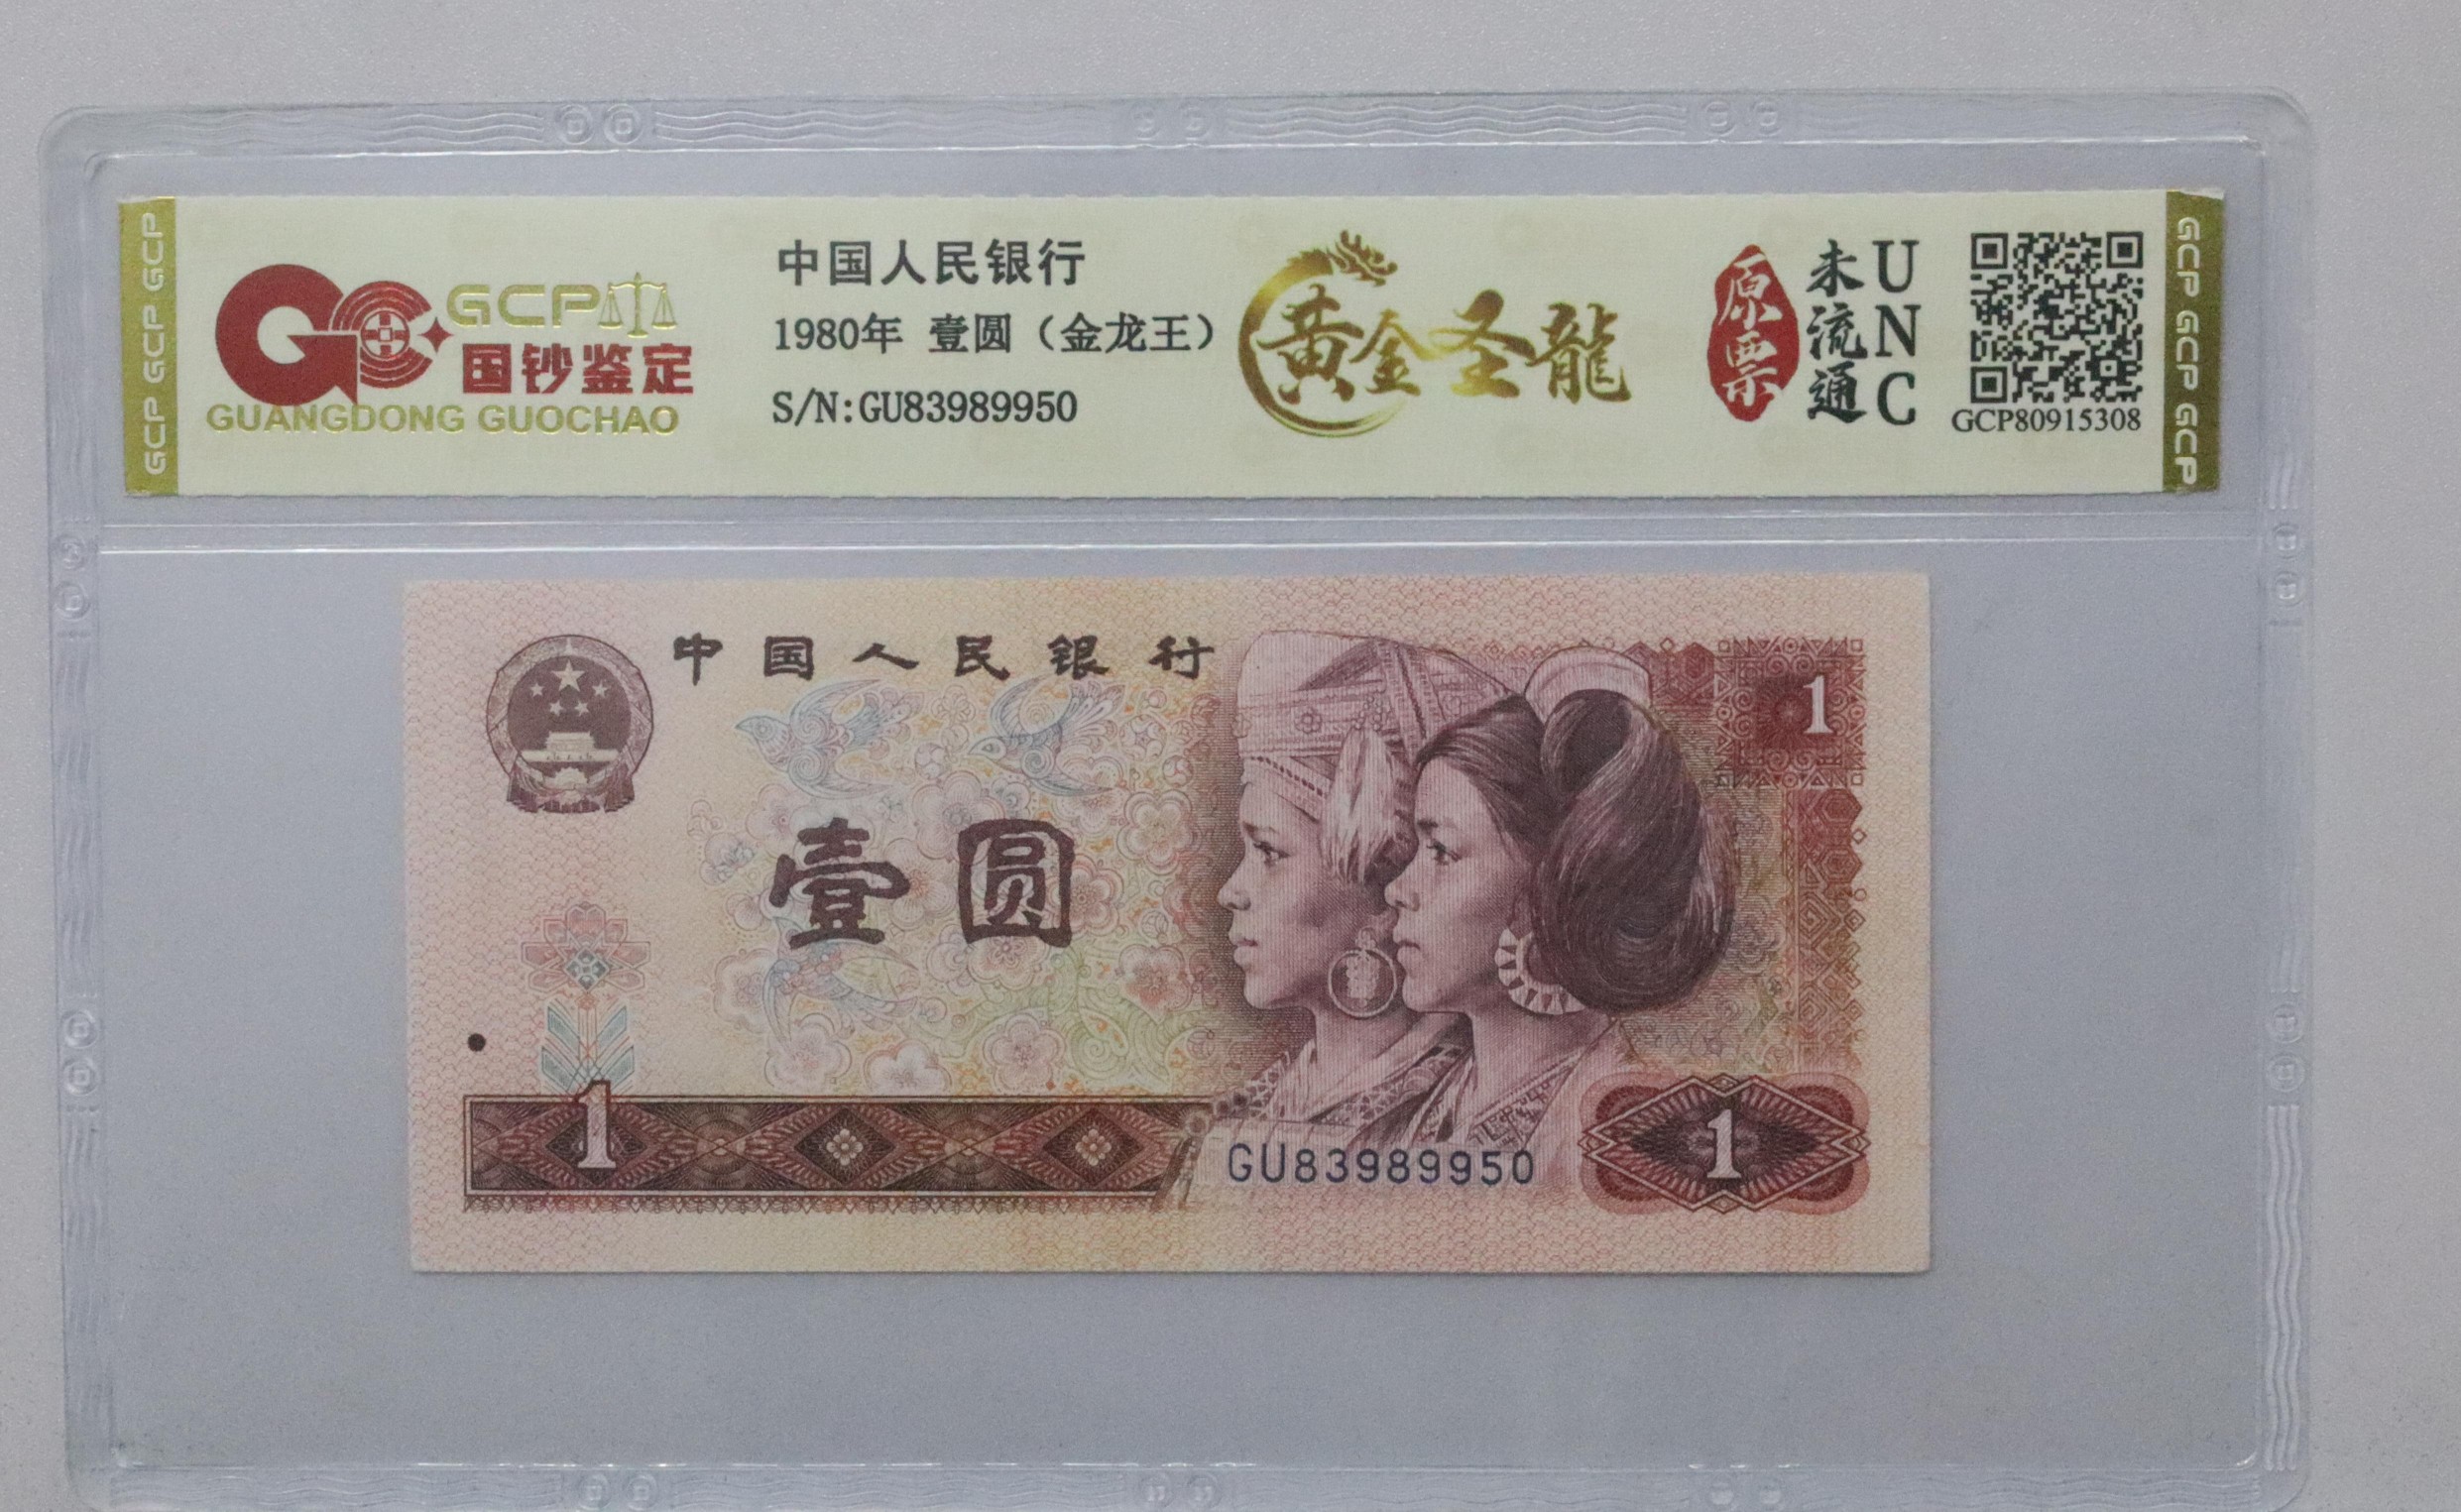 GCP GCP GCP
GCP
国钞鉴定
GUANGDONG GUOCHAO
中国人民银行
1980年 壹圆（金龙王）
S/N:GU83989950
黄金圣龍
原票
未流通
UNC
GCP80915308
GCP GCP GCP
中国人民银行
1
壹圆
1
GU83989950
1